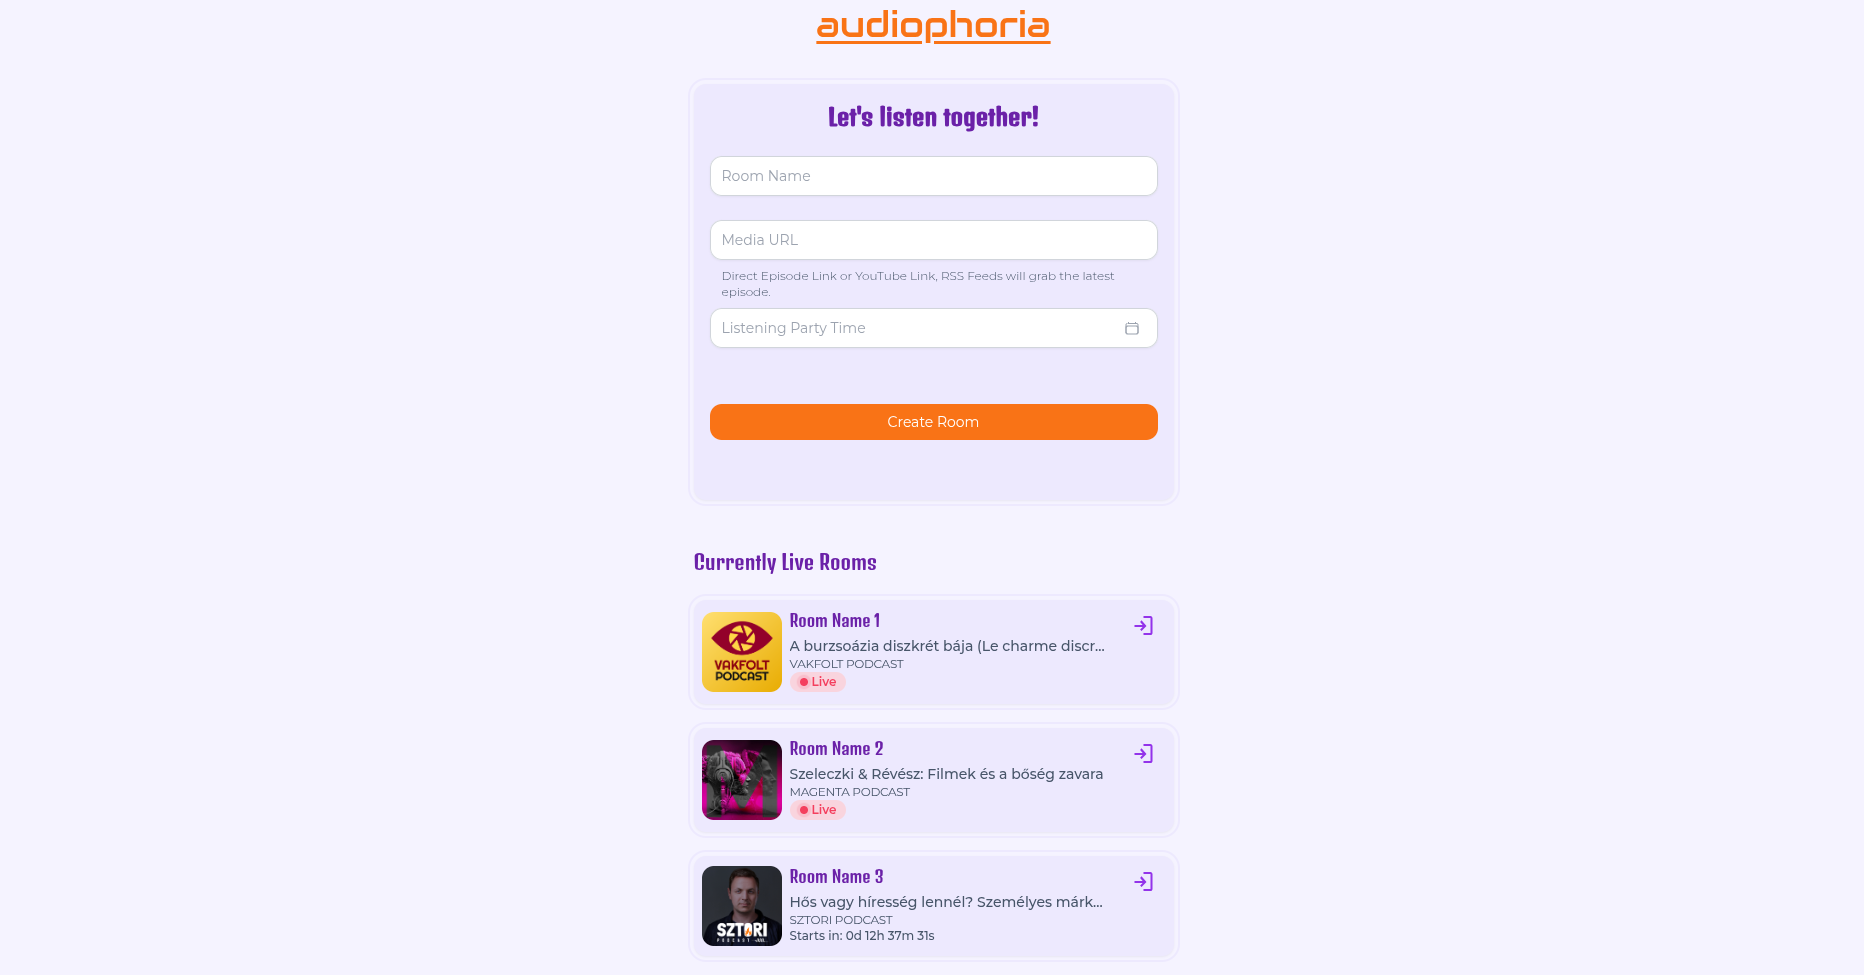 audiophoria
Let's listen together!
Room Name
Media URL
Direct Episode Link or YouTube Link, RSS Feeds will grab the latest
episode.
Listening Party Time
Create Room
Currently Live Rooms
Room Name 1
A burzsoázia diszkrét bája (Le charme discr...
VAKFOLT PODCAST
Live
VAKFOLT
PODCAST
Room Name 2
Szeleczki & Révész: Filmek és a bőség zavara
MAGENTA PODCAST
Live
Room Name 3
Hős vagy híresség lennél? Személyes márk...
SZTORI PODCAST
Starts in: 0d 12h 37m 31s
SZTORI
PODCAST